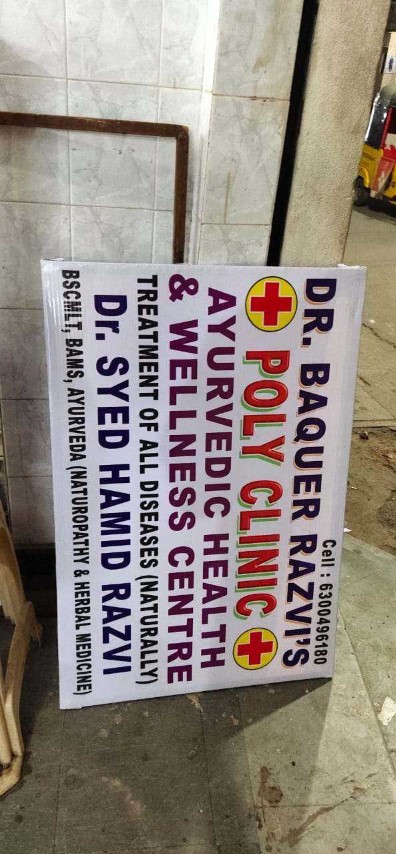 Cell : 6300496180
DR. BAQUER RAZVI'S
POLY CLINIC
AYURVEDIC HEALTH
& WELLNESS CENTRE
TREATMENT OF ALL DISEASES (NATURALLY)
Dr. SYED HAMID RAZVI
BSCMLT, BAMS, AYURVEDA (NATUROPATHY & HERBAL MEDICINE)